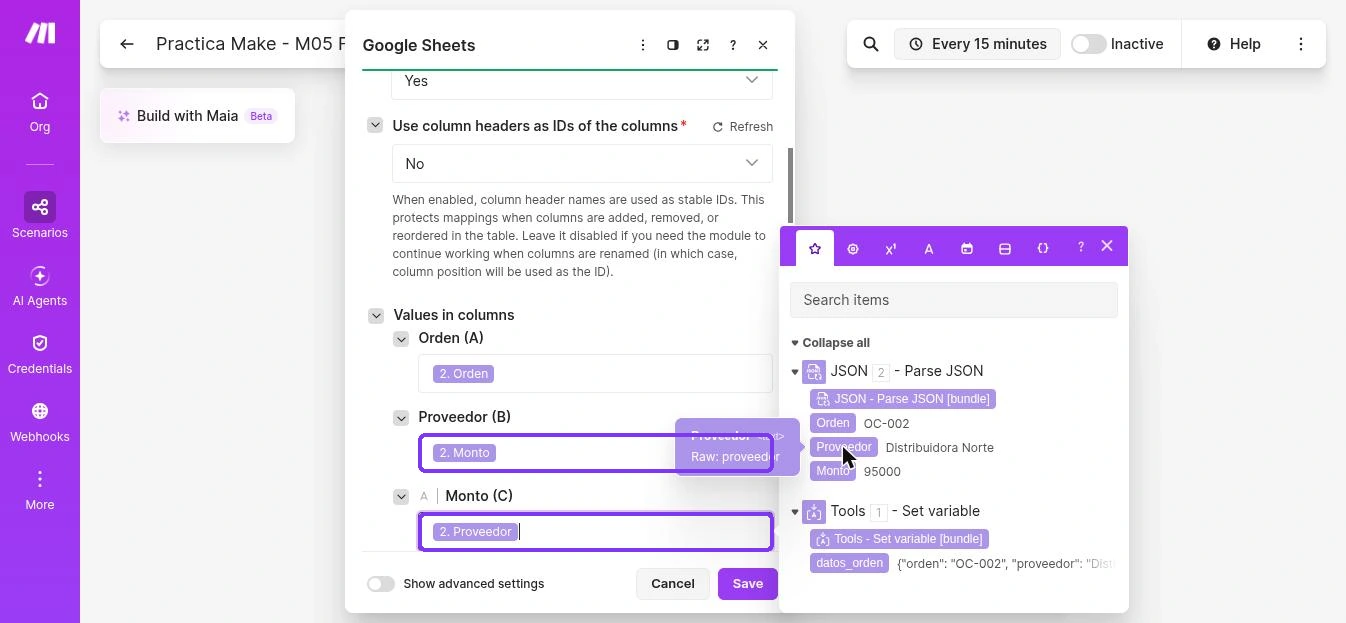 Practica Make - M05 F
Google Sheets
?
Every 15 minutes
Inactive
? Help
Org
Scenarios
AI Agents
Credentials
Webhooks
More
Build with Maia Beta
Yes
Use column headers as IDs of the columns*
Refresh
No
When enabled, column header names are used as stable IDs. This
protects mappings when columns are added, removed, or
reordered in the table. Leave it disabled if you need the module to
continue working when columns are renamed (in which case,
column position will be used as the ID).
Values in columns
Orden (A)
2. Orden
Proveedor (B)
2. Monto
A | Monto (C)
2. Proveedor
Show advanced settings
Cancel
Save
Proveedor
Raw: proveedor
A
?
Search items
Collapse all
JSON 2 - Parse JSON
JSON - Parse JSON [bundle]
Orden OC-002
Proveedor Distribuidora Norte
Monto 95000
Tools 1 - Set variable
Tools - Set variable [bundle]
datos_orden {"orden": "OC-002", "proveedor": "Dist